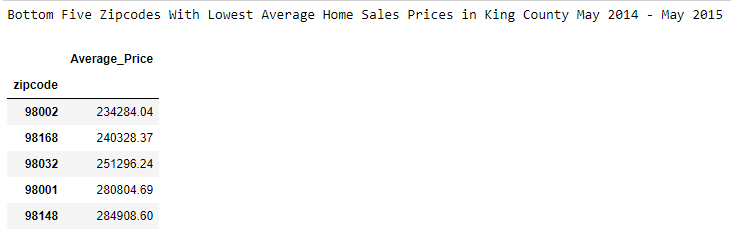 Bottom Five Zipcodes With Lowest Average Home Sales Prices in King County May 2014 - May 2015
Average_Price
zipcode
98002 234284.04
98168 240328.37
98032 251296.24
98001 280804.69
98148 284908.60